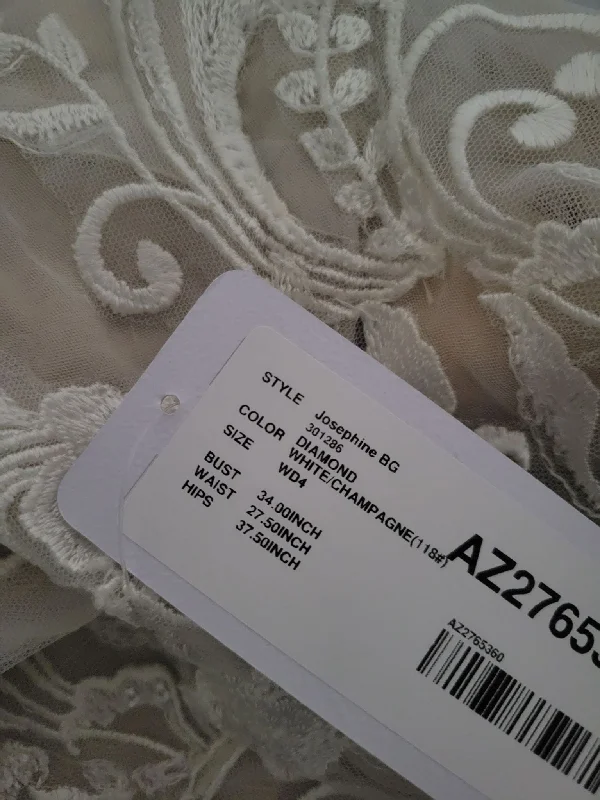 STYLE Josephine BG
301286
COLOR DIAMOND
WHITE/CHAMPAGNE(118#)
SIZE WD4
BUST 34.00INCH
WAIST 27.50INCH
HIPS 37.50INCH
AZ27653
AZ2765360